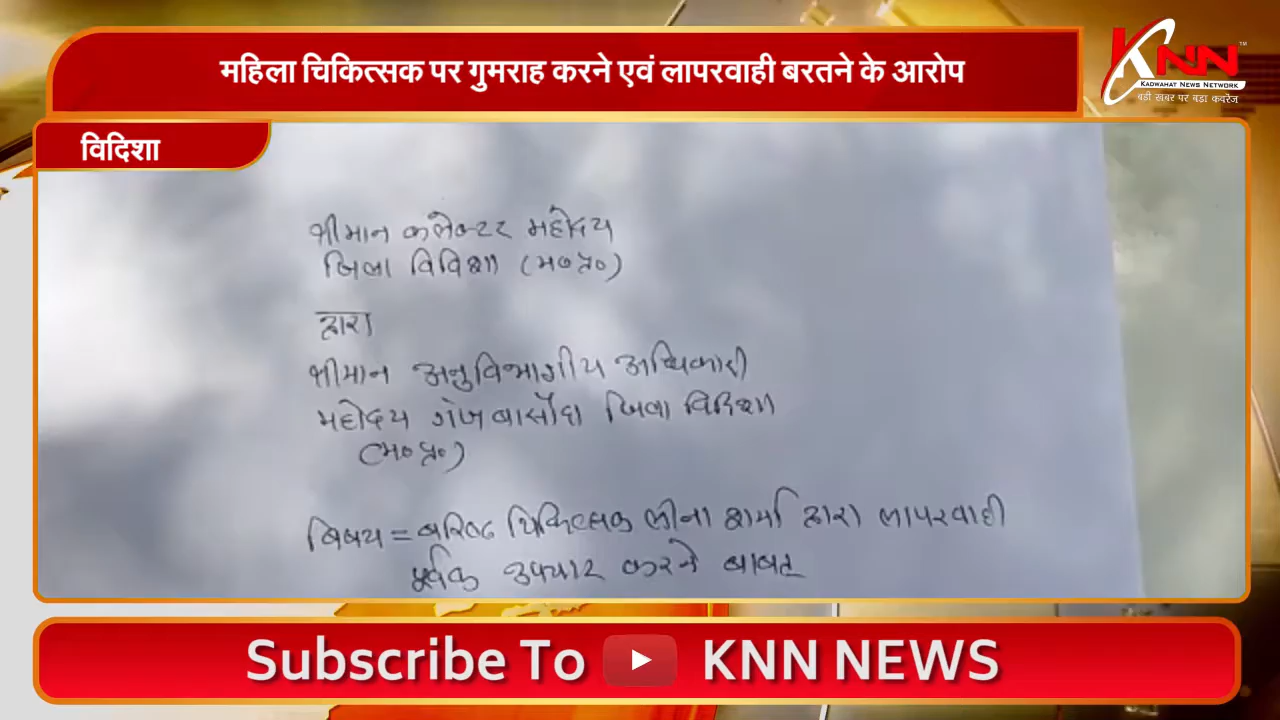 महिला चिकित्सक पर गुमराह करने एवं लापरवाही बरतने के आरोप
KNN™
KADWAHAT NEWS NETWORK
बड़ी खबर पर बड़ा कवरेज
विदिशा
श्रीमान कलेक्टर महोदय
जिला विदिशा (म०प्र०)
द्वारा
श्रीमान अनुविभागीय अधिकारी
महोदय गंजबासौदा जिला विदिशा
(म०प्र०)
विषय = वरिष्ठ चिकित्सक लीना शर्मा द्वारा लापरवाही
पूर्वक उपचार करने बाबत्
Subscribe To KNN NEWS